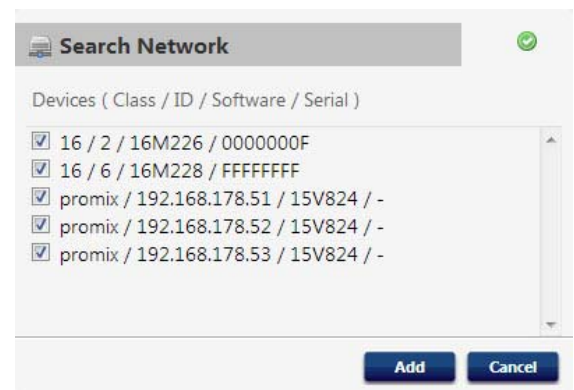 Search Network
Devices ( Class / ID / Software / Serial )
16 / 2 / 16M226 / 0000000F
16 / 6 / 16M228 / FFFFFFFF
promix / 192.168.178.51 / 15V824 / -
promix / 192.168.178.52 / 15V824 / -
promix / 192.168.178.53 / 15V824 / -
Add Cancel